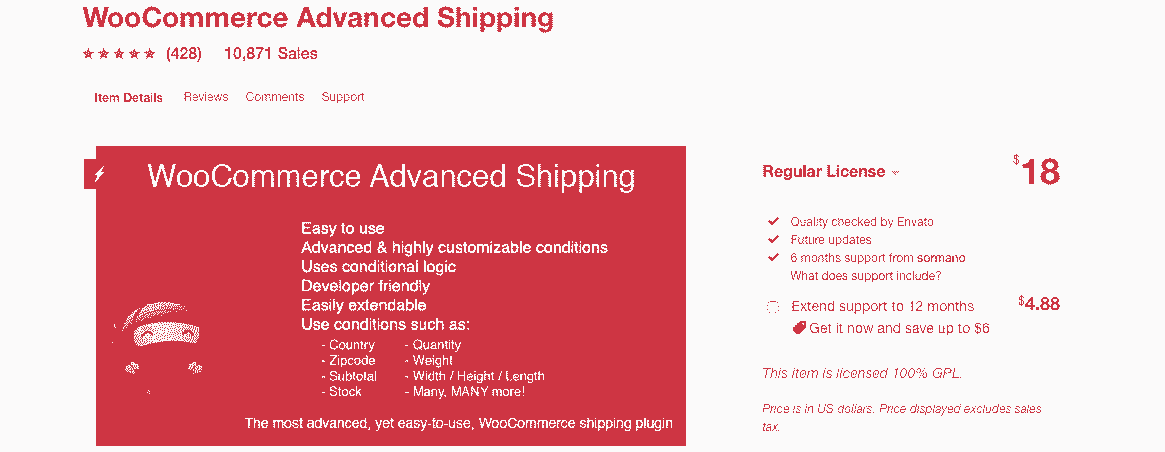 WooCommerce Advanced Shipping
(428) 10,871 Sales
Item Details Reviews Comments Support
WooCommerce Advanced Shipping
Easy to use
Advanced & highly customizable conditions
Uses conditional logic
Developer friendly
Easily extendable
Use conditions such as:
- Country - Quantity
- Zipcode - Weight
- Subtotal - Width / Height / Length
- Stock - Many, MANY more!
The most advanced, yet easy-to-use, WooCommerce shipping plugin
Regular License $18
Quality checked by Envato
Future updates
6 months support from sormano
What does support include?
Extend support to 12 months $4.88
Get it now and save up to $6
This item is licensed 100% GPL.
Price is in US dollars. Price displayed excludes sales
tax.